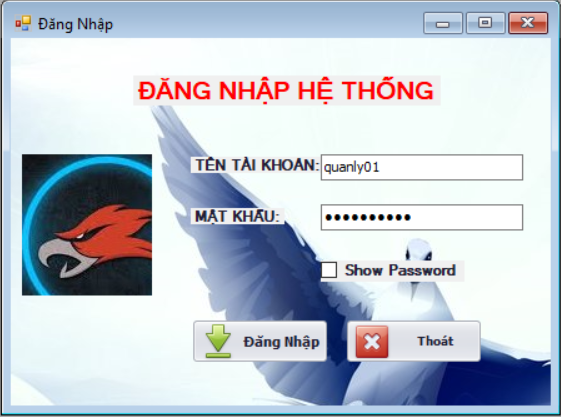 Đăng Nhập
ĐĂNG NHẬP HỆ THỐNG
TÊN TÀI KHOẢN: quanly01
MẬT KHẨU: ••••••••••
Show Password
Đăng Nhập Thoát